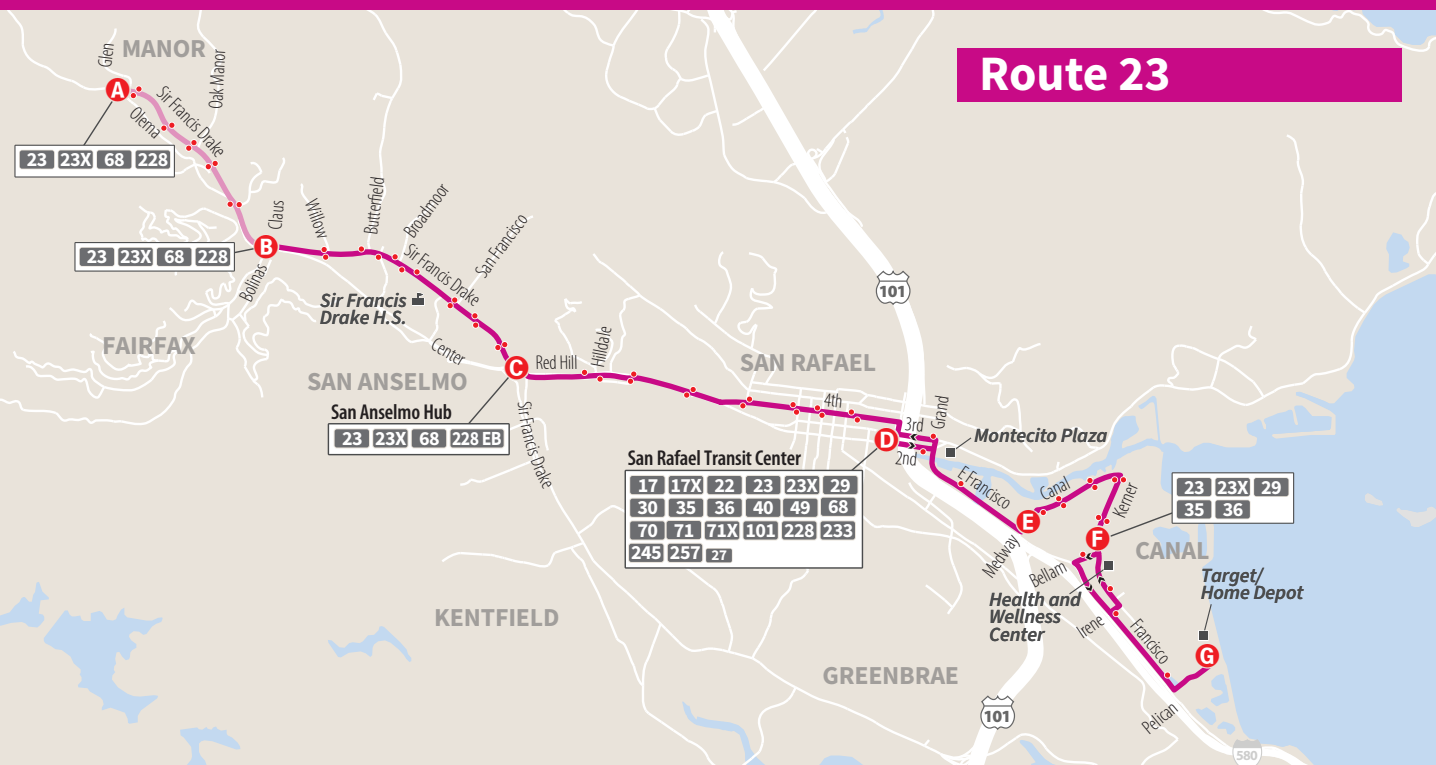 Route 23
MANOR
Glen
Oak Manor
A
Sir Francis Drake
Olema
23 23X 68 228
Claus
Willow
Butterfield
Broadmoor
San Francisco
B
23 23X 68 228
Bolinas
Sir Francis Drake
Sir Francis
Drake H.S.
101
FAIRFAX
Center
SAN ANSELMO
C
Red Hill
Hilldale
SAN RAFAEL
San Anselmo Hub
23 23X 68 228 EB
Sir Francis Drake
4th
3rd
Grand
D
2nd
Montecito Plaza
San Rafael Transit Center
17 17X 22 23 23X 29
30 35 36 40 49 68
70 71 71X 101 228 233
245 257 27
E Francisco
Canal
Kerner
E
23 23X 29
35 36
F
CANAL
Medway
Bellam
Health and
Wellness
Center
Target/
Home Depot
Irene
Francisco
G
KENTFIELD
GREENBRAE
101
Pelican
580